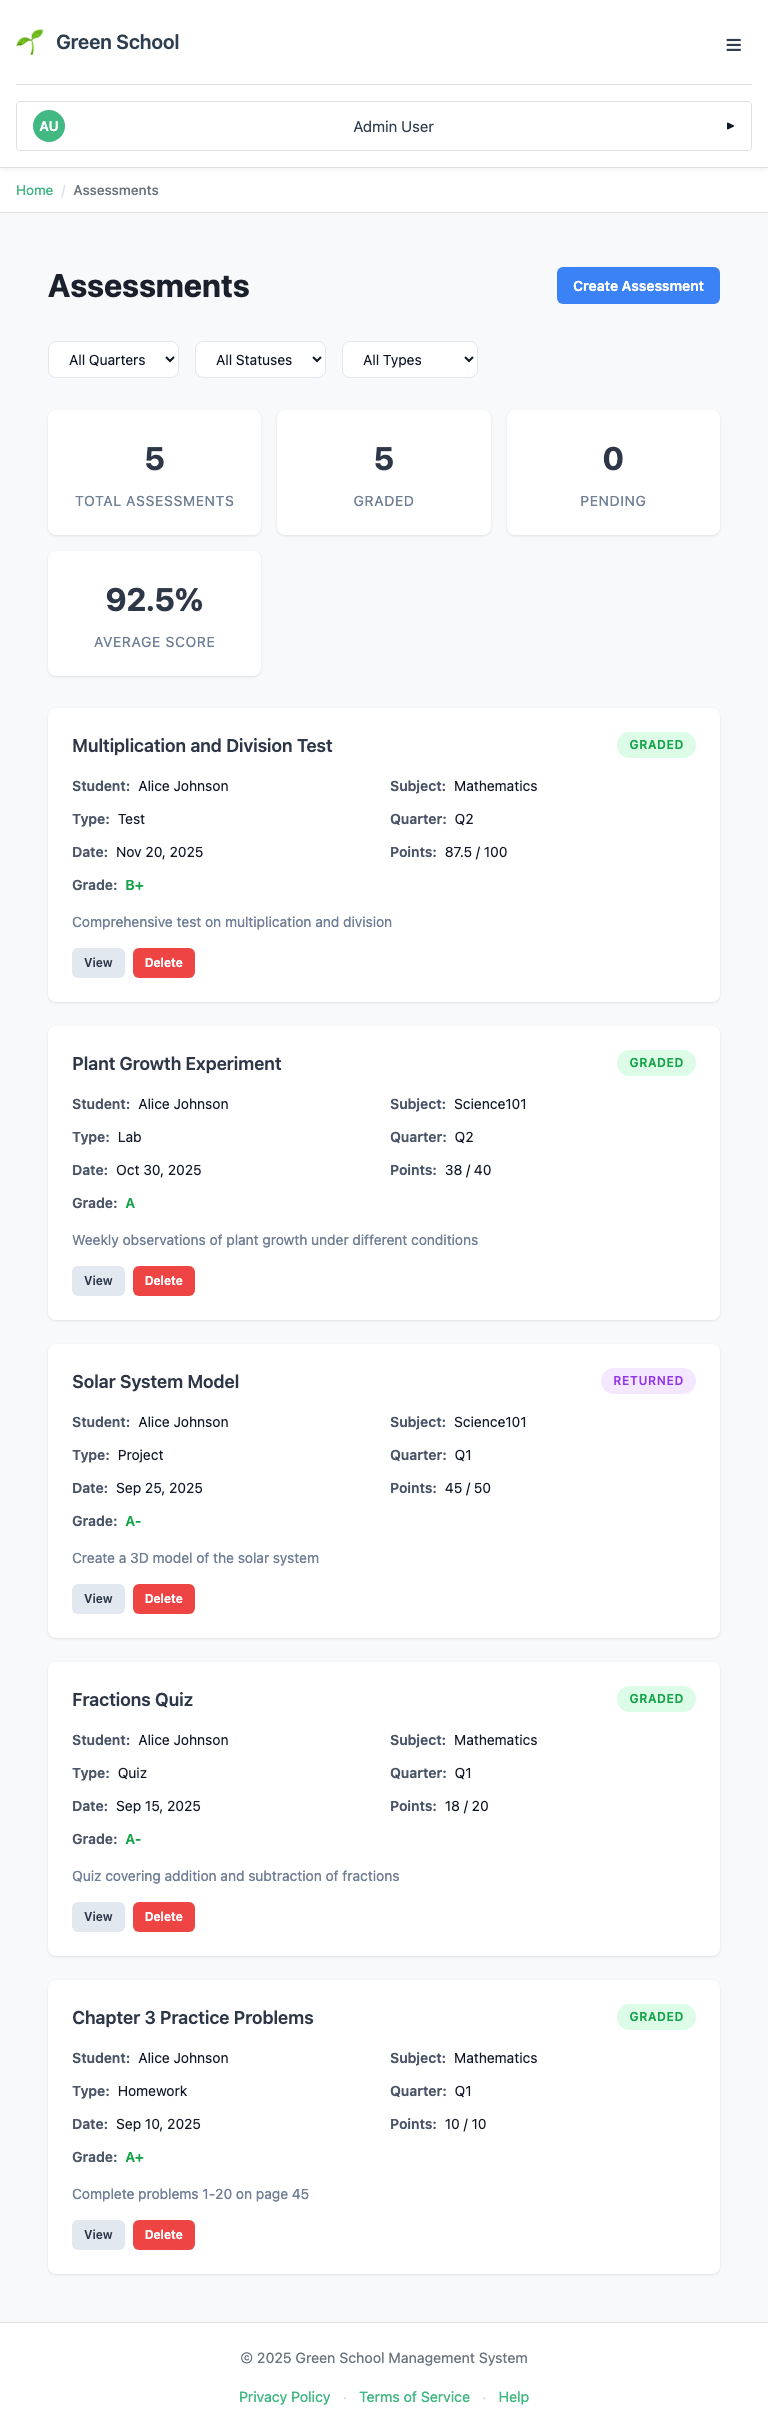 Green School
AU Admin User
Home / Assessments
Assessments
Create Assessment
All Quarters All Statuses All Types
5 5 0
TOTAL ASSESSMENTS GRADED PENDING
92.5%
AVERAGE SCORE
Multiplication and Division Test GRADED
Student: Alice Johnson Subject: Mathematics
Type: Test Quarter: Q2
Date: Nov 20, 2025 Points: 87.5 / 100
Grade: B+
Comprehensive test on multiplication and division
View Delete
Plant Growth Experiment GRADED
Student: Alice Johnson Subject: Science101
Type: Lab Quarter: Q2
Date: Oct 30, 2025 Points: 38 / 40
Grade: A
Weekly observations of plant growth under different conditions
View Delete
Solar System Model RETURNED
Student: Alice Johnson Subject: Science101
Type: Project Quarter: Q1
Date: Sep 25, 2025 Points: 45 / 50
Grade: A-
Create a 3D model of the solar system
View Delete
Fractions Quiz GRADED
Student: Alice Johnson Subject: Mathematics
Type: Quiz Quarter: Q1
Date: Sep 15, 2025 Points: 18 / 20
Grade: A-
Quiz covering addition and subtraction of fractions
View Delete
Chapter 3 Practice Problems GRADED
Student: Alice Johnson Subject: Mathematics
Type: Homework Quarter: Q1
Date: Sep 10, 2025 Points: 10 / 10
Grade: A+
Complete problems 1-20 on page 45
View Delete
© 2025 Green School Management System
Privacy Policy · Terms of Service · Help